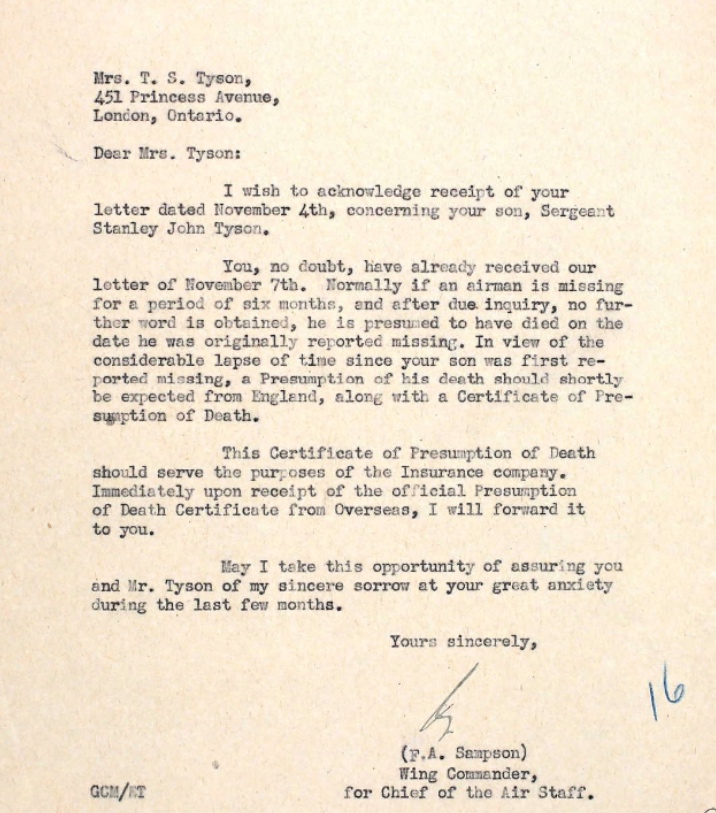 Mrs. T. S. Tyson,
451 Princess Avenue,
London, Ontario.
Dear Mrs. Tyson:
I wish to acknowledge receipt of your
letter dated November 4th, concerning your son, Sergeant
Stanley John Tyson.
You, no doubt, have already received our
letter of November 7th. Normally if an airman is missing
for a period of six months, and after due inquiry, no fur-
ther word is obtained, he is presumed to have died on the
date he was originally reported missing. In view of the
considerable lapse of time since your son was first re-
ported missing, a Presumption of his death should shortly
be expected from England, along with a Certificate of Pre-
sumption of Death.
This Certificate of Presumption of Death
should serve the purposes of the Insurance company.
Immediately upon receipt of the official Presumption
of Death Certificate from Overseas, I will forward it
to you.
May I take this opportunity of assuring you
and Mr. Tyson of my sincere sorrow at your great anxiety
during the last few months.
Yours sincerely,
16
(F.A. Sampson)
Wing Commander,
for Chief of the Air Staff.
GCM/